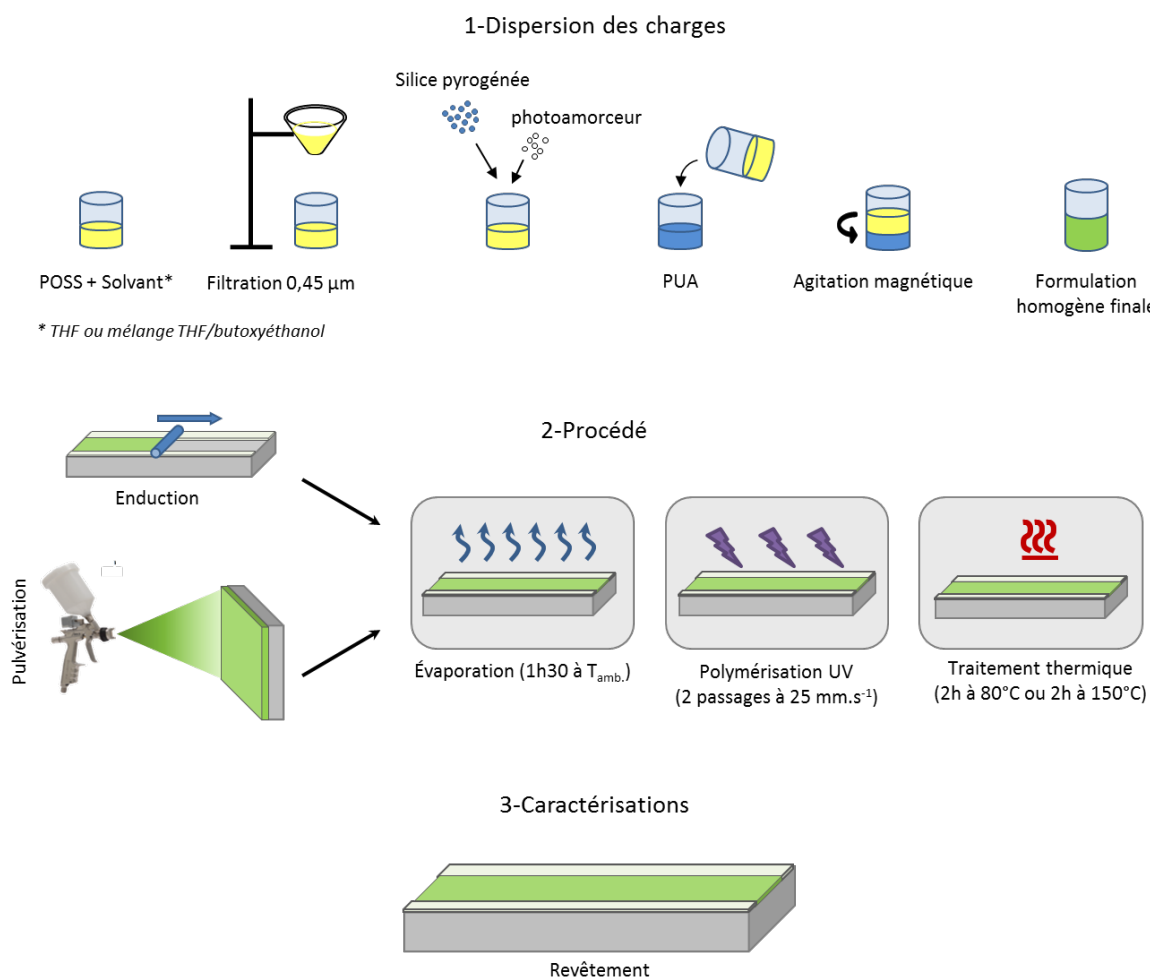 1-Dispersion des charges
Silice pyrogénée
photoamorceur
POSS + Solvant*
Filtration 0,45 µm
PUA
Agitation magnétique
Formulation
homogène finale
* THF ou mélange THF/butoxyéthanol
2-Procédé
Enduction
Pulvérisation
Évaporation (1h30 à Tamb.)
Polymérisation UV
(2 passages à 25 mm.s-1)
Traitement thermique
(2h à 80°C ou 2h à 150°C)
3-Caractérisations
Revêtement